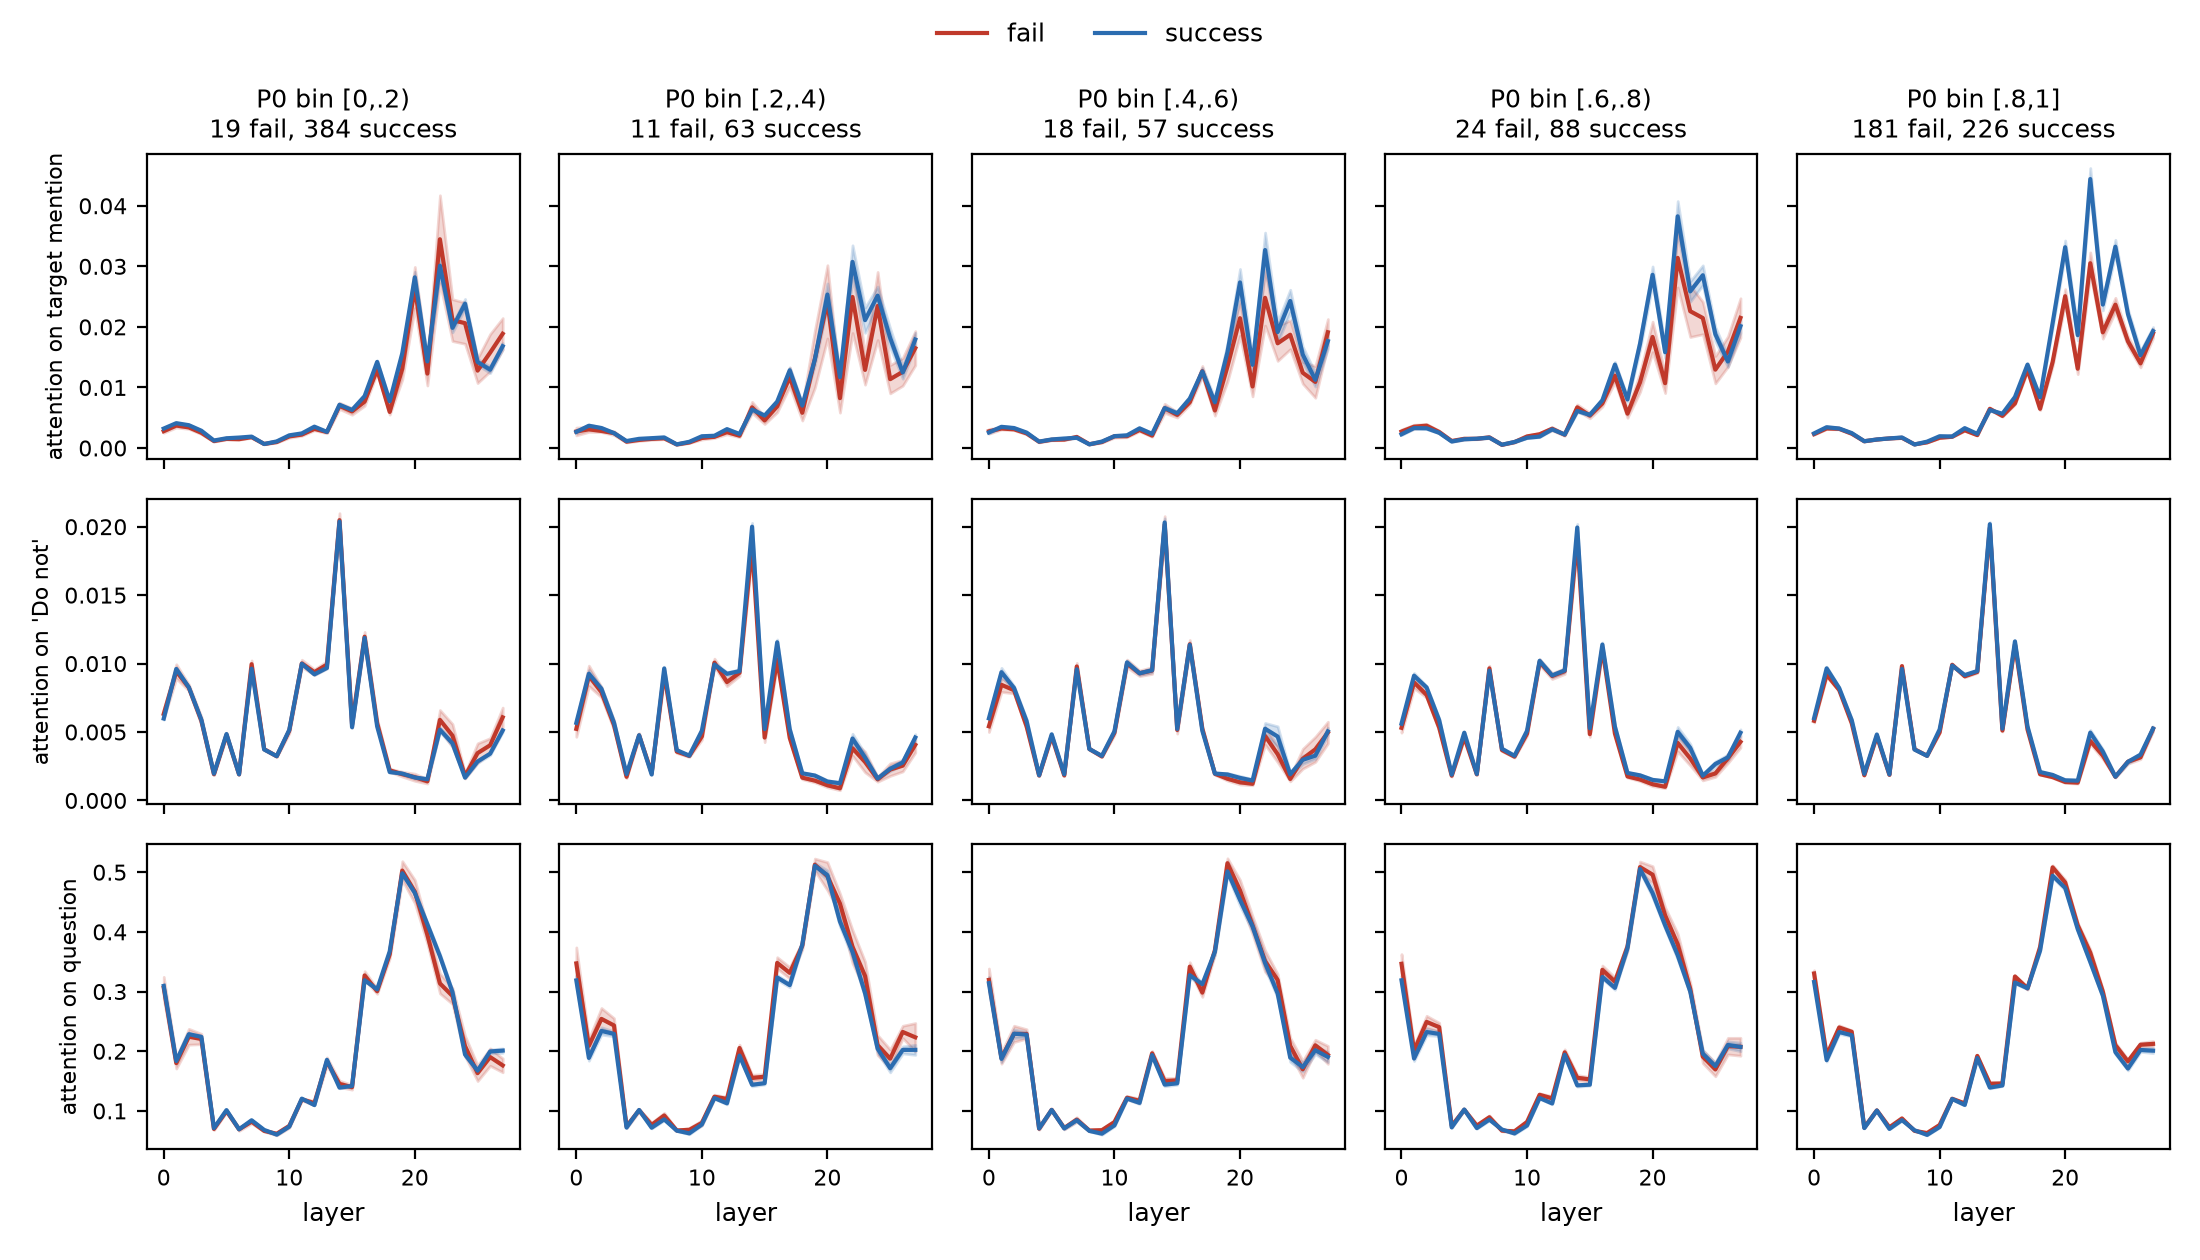 fail success
P0 bin [0,.2) P0 bin [.2,.4) P0 bin [.4,.6) P0 bin [.6,.8) P0 bin [.8,1]
19 fail, 384 success 11 fail, 63 success 18 fail, 57 success 24 fail, 88 success 181 fail, 226 success
attention on target mention
0.04
0.03
0.02
0.01
0.00
attention on 'Do not'
0.020
0.015
0.010
0.005
0.000
attention on question
0.5
0.4
0.3
0.2
0.1
0 10 20 0 10 20 0 10 20 0 10 20 0 10 20
layer layer layer layer layer